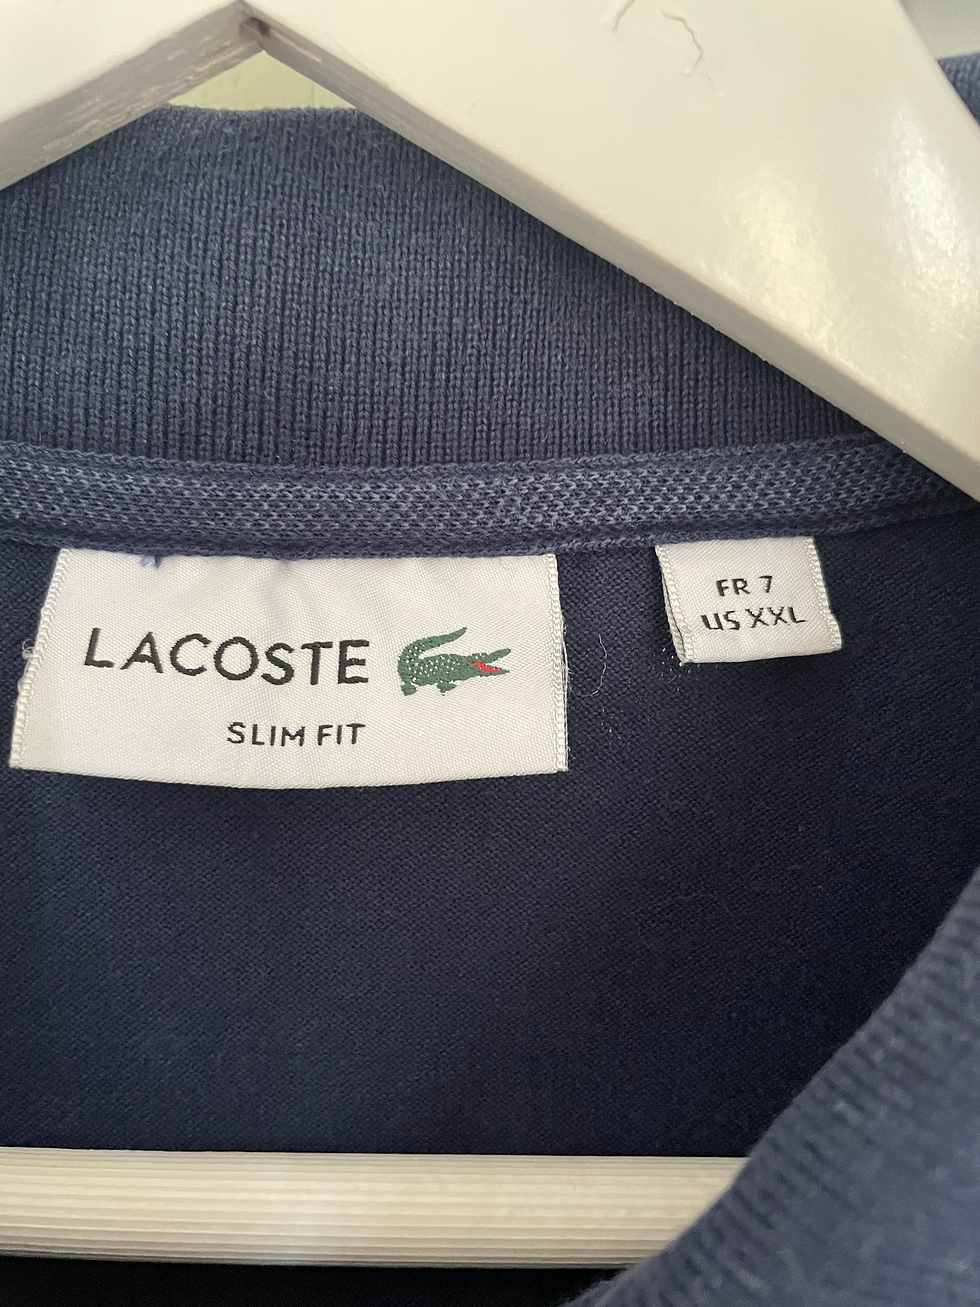 LACOSTE
SLIM FIT
FR 7
US XXL